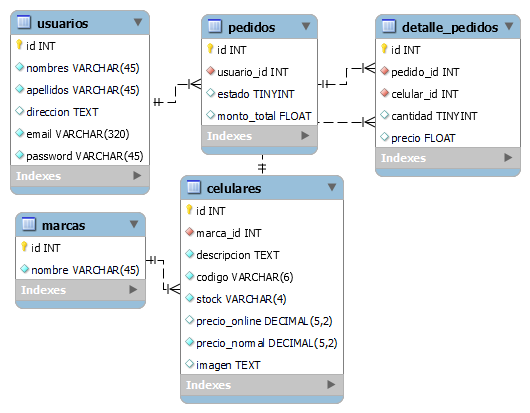 usuarios
id INT
nombres VARCHAR(45)
apellidos VARCHAR(45)
direccion TEXT
email VARCHAR(320)
password VARCHAR(45)
Indexes
pedidos
id INT
usuario_id INT
estado TINYINT
monto_total FLOAT
Indexes
detalle_pedidos
id INT
pedido_id INT
celular_id INT
cantidad TINYINT
precio FLOAT
Indexes
marcas
id INT
nombre VARCHAR(45)
Indexes
celulares
id INT
marca_id INT
descripcion TEXT
codigo VARCHAR(6)
stock VARCHAR(4)
precio_online DECIMAL(5,2)
precio_normal DECIMAL(5,2)
imagen TEXT
Indexes